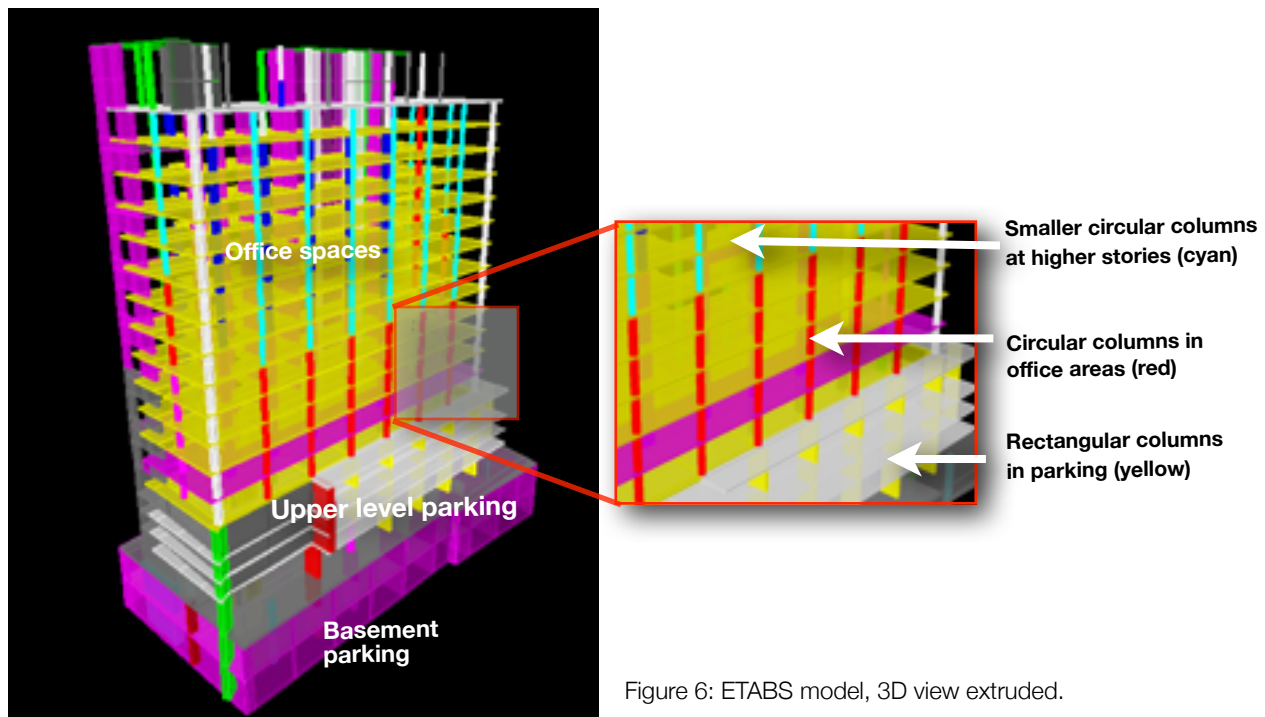 Office spaces
Upper level parking
Basement
parking
Smaller circular columns
at higher stories (cyan)
Circular columns in
office areas (red)
Rectangular columns
in parking (yellow)
Figure 6: ETABS model, 3D view extruded.